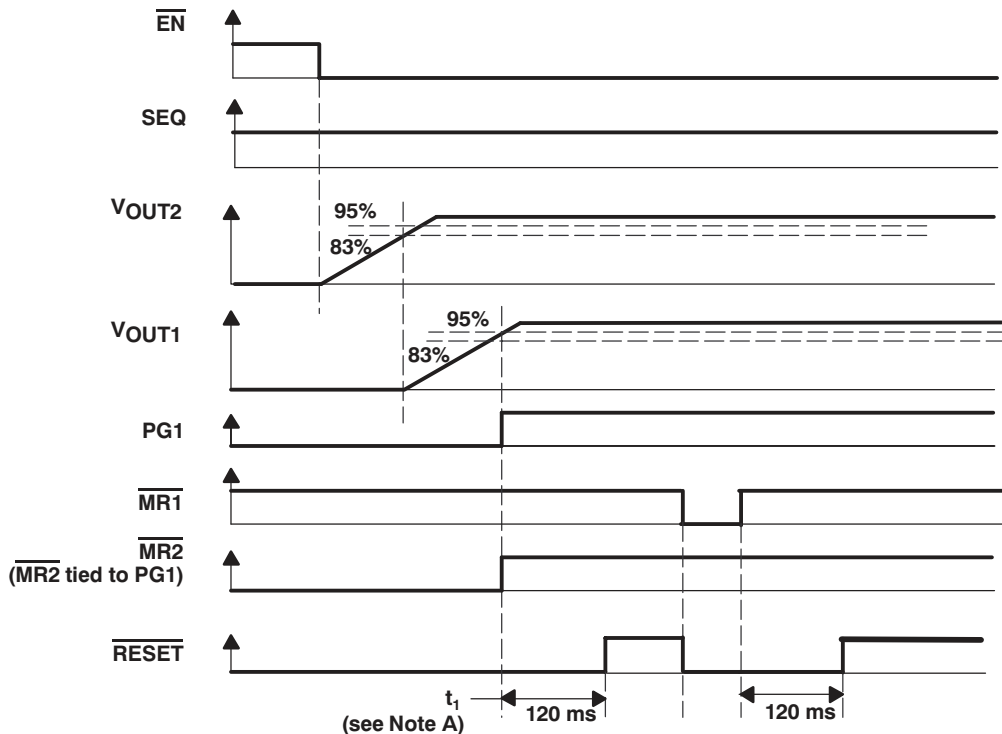 EN
SEQ
VOUT2
95%
83%
VOUT1
95%
83%
PG1
MR1
MR2
(MR2 tied to PG1)
RESET
t1
(see Note A)
120 ms
120 ms